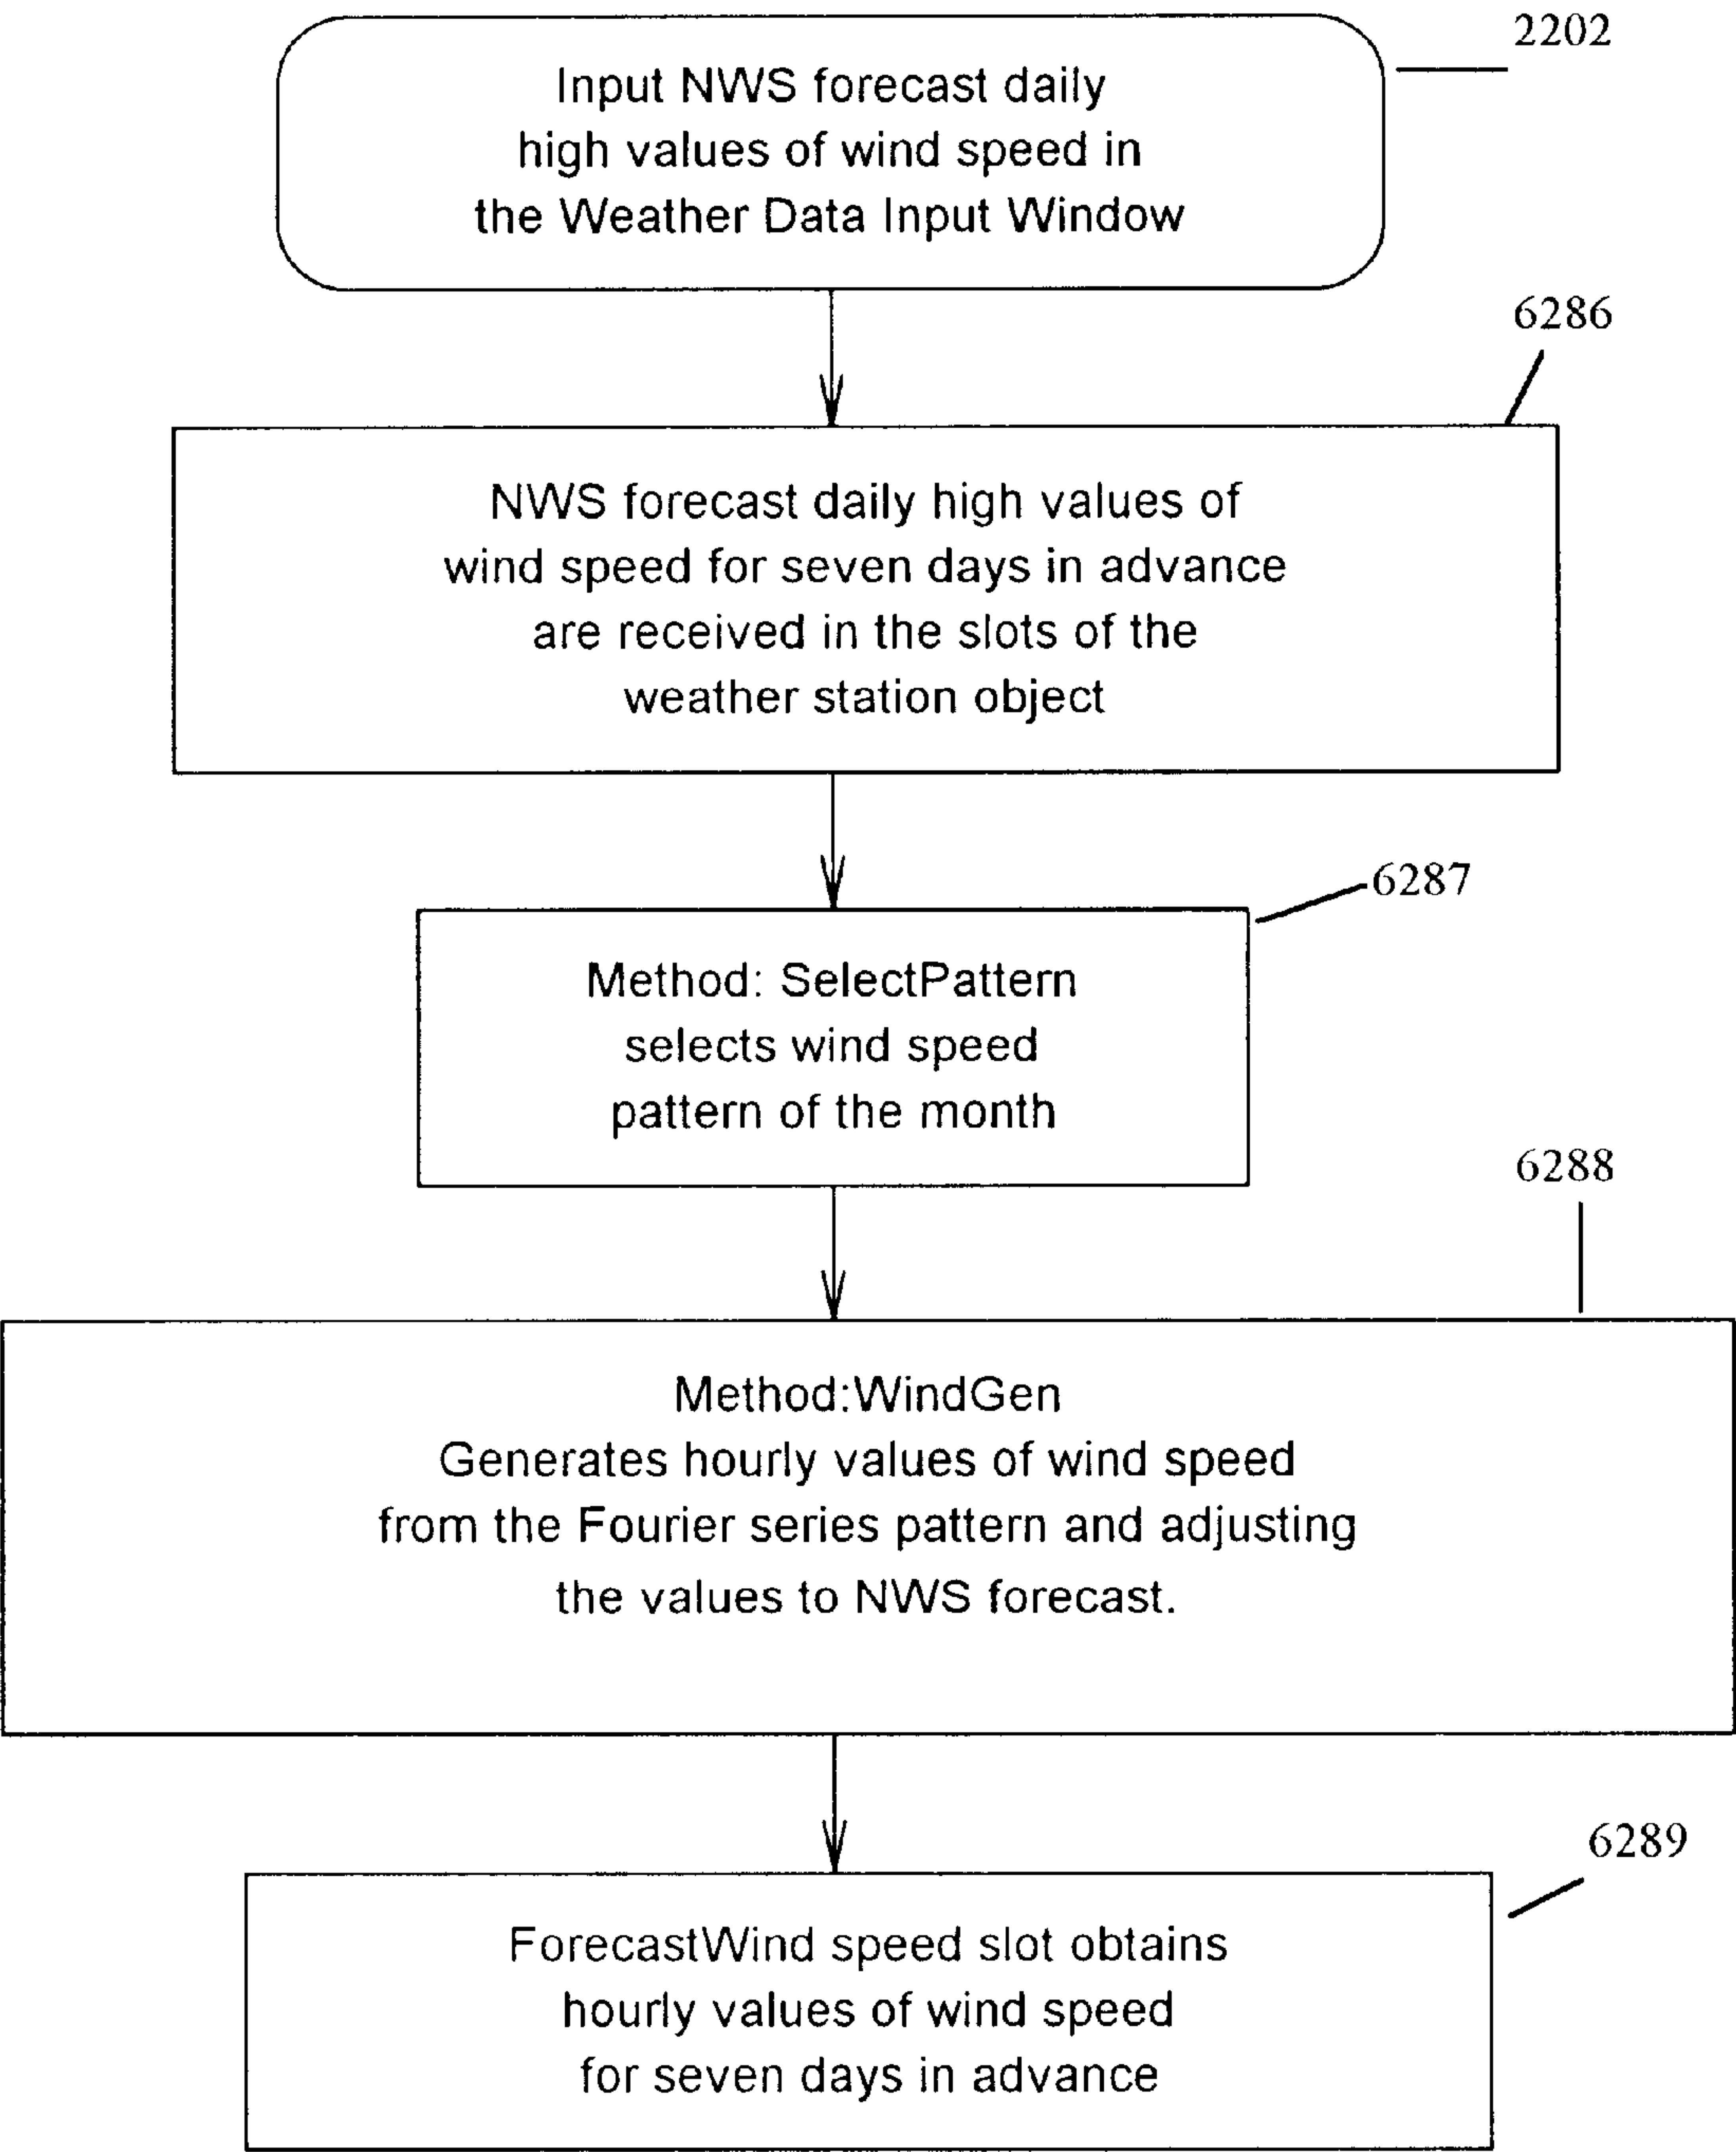 2202
Input NWS forecast daily
high values of wind speed in
the Weather Data Input Window
6286
NWS forecast daily high values of
wind speed for seven days in advance
are received in the slots of the
weather station object
6287
Method: SelectPattern
selects wind speed
pattern of the month
6288
Method:WindGen
Generates hourly values of wind speed
from the Fourier series pattern and adjusting
the values to NWS forecast.
6289
ForecastWind speed slot obtains
hourly values of wind speed
for seven days in advance